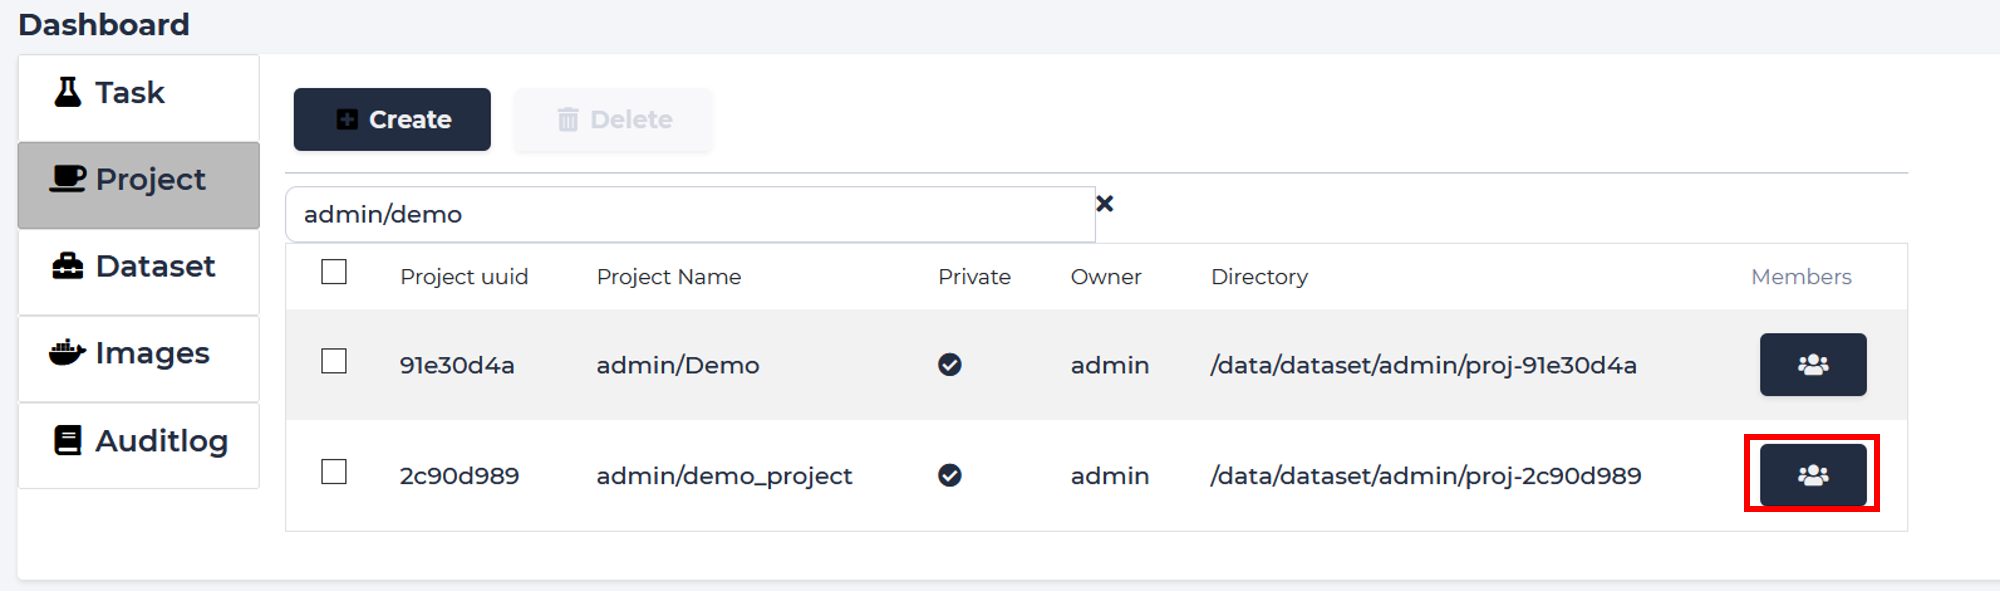 Dashboard
Task
Project
Dataset
Images
Auditlog
Create Delete
admin/demo
Project uuid Project Name Private Owner Directory Members
91e30d4a admin/Demo admin /data/dataset/admin/proj-91e30d4a
2c90d989 admin/demo_project admin /data/dataset/admin/proj-2c90d989